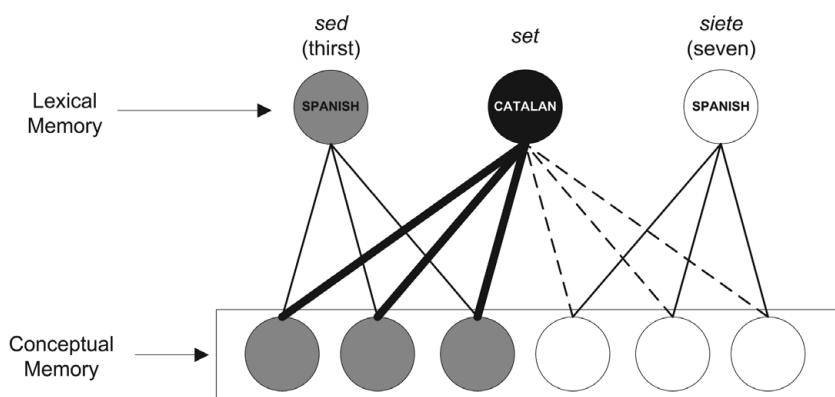 sed
(thirst)
set
siete
(seven)
Lexical
Memory
SPANISH
CATALAN
SPANISH
Conceptual
Memory